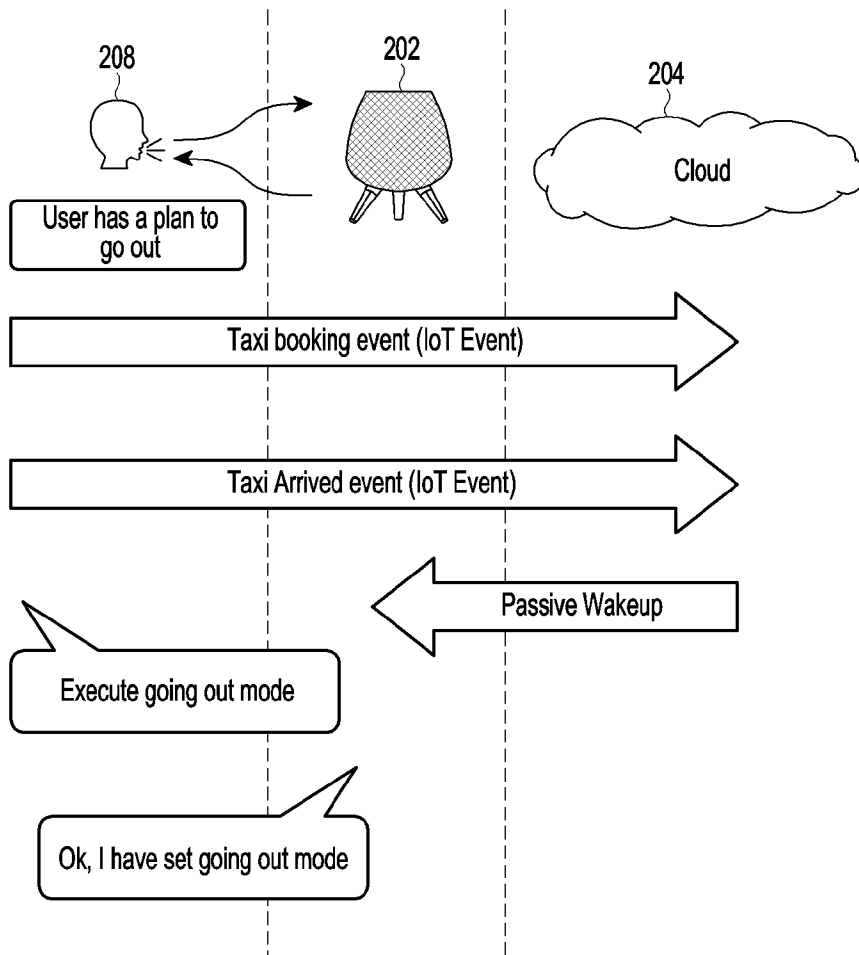 208
202
204
Cloud
User has a plan to
go out
Taxi booking event (IoT Event)
Taxi Arrived event (IoT Event)
Passive Wakeup
Execute going out mode
Ok, I have set going out mode